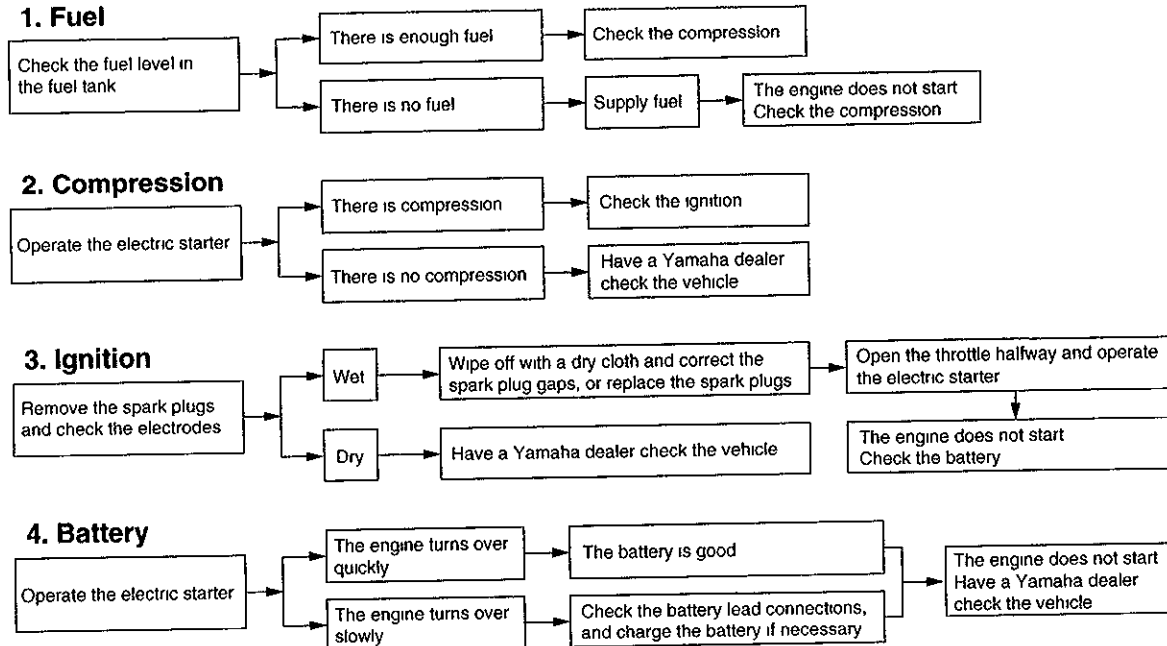 1. Fuel
Check the fuel level in
the fuel tank
There is enough fuel
Check the compression
There is no fuel
Supply fuel
The engine does not start
Check the compression
2. Compression
Operate the electric starter
There is compression
Check the ignition
There is no compression
Have a Yamaha dealer
check the vehicle
3. Ignition
Remove the spark plugs
and check the electrodes
Wet
Wipe off with a dry cloth and correct the
spark plug gaps, or replace the spark plugs
Open the throttle halfway and operate
the electric starter
Dry
Have a Yamaha dealer check the vehicle
The engine does not start
Check the battery
4. Battery
Operate the electric starter
The engine turns over
quickly
The battery is good
The engine turns over
slowly
Check the battery lead connections,
and charge the battery if necessary
The engine does not start
Have a Yamaha dealer
check the vehicle